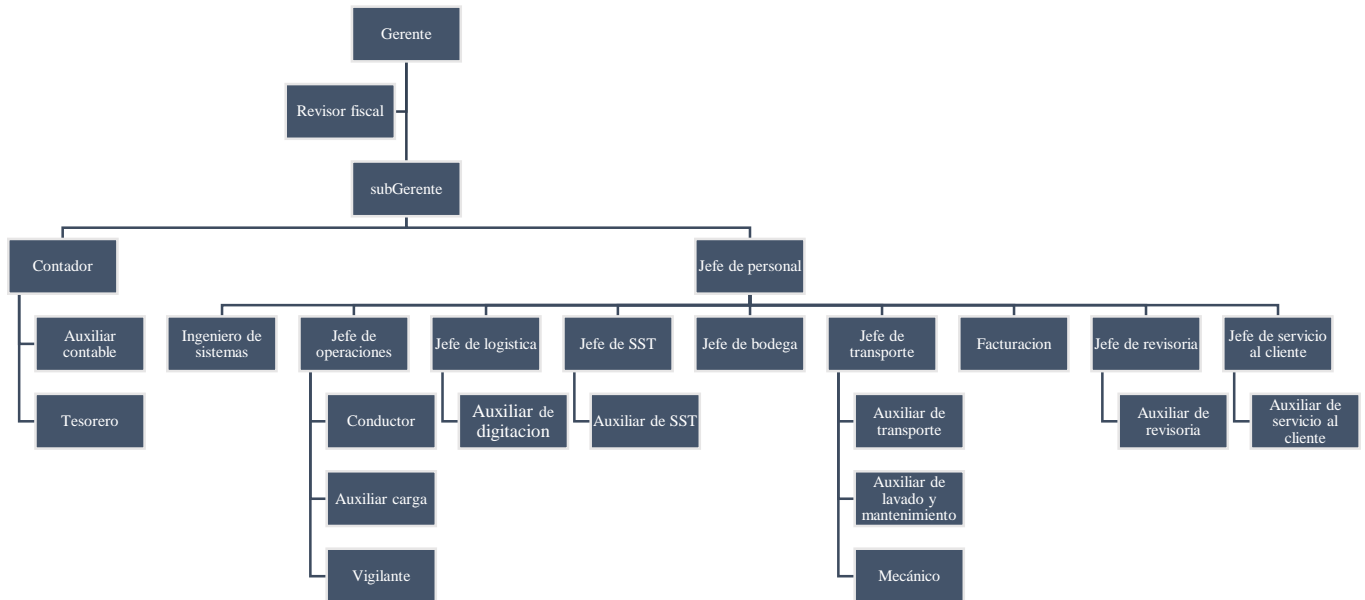 Gerente
Revisor fiscal
subGerente
Contador
Jefe de personal
Auxiliar
contable
Tesorero
Ingeniero de
sistemas
Jefe de
operaciones
Conductor
Auxiliar carga
Vigilante
Jefe de logistica
Auxiliar de
digitacion
Jefe de SST
Auxiliar de SST
Jefe de bodega
Jefe de
transporte
Auxiliar de
transporte
Auxiliar de
lavado y
mantenimiento
Mecánico
Facturacion
Jefe de revisoria
Auxiliar de
revisoria
Jefe de servicio
al cliente
Auxiliar de
servicio al
cliente